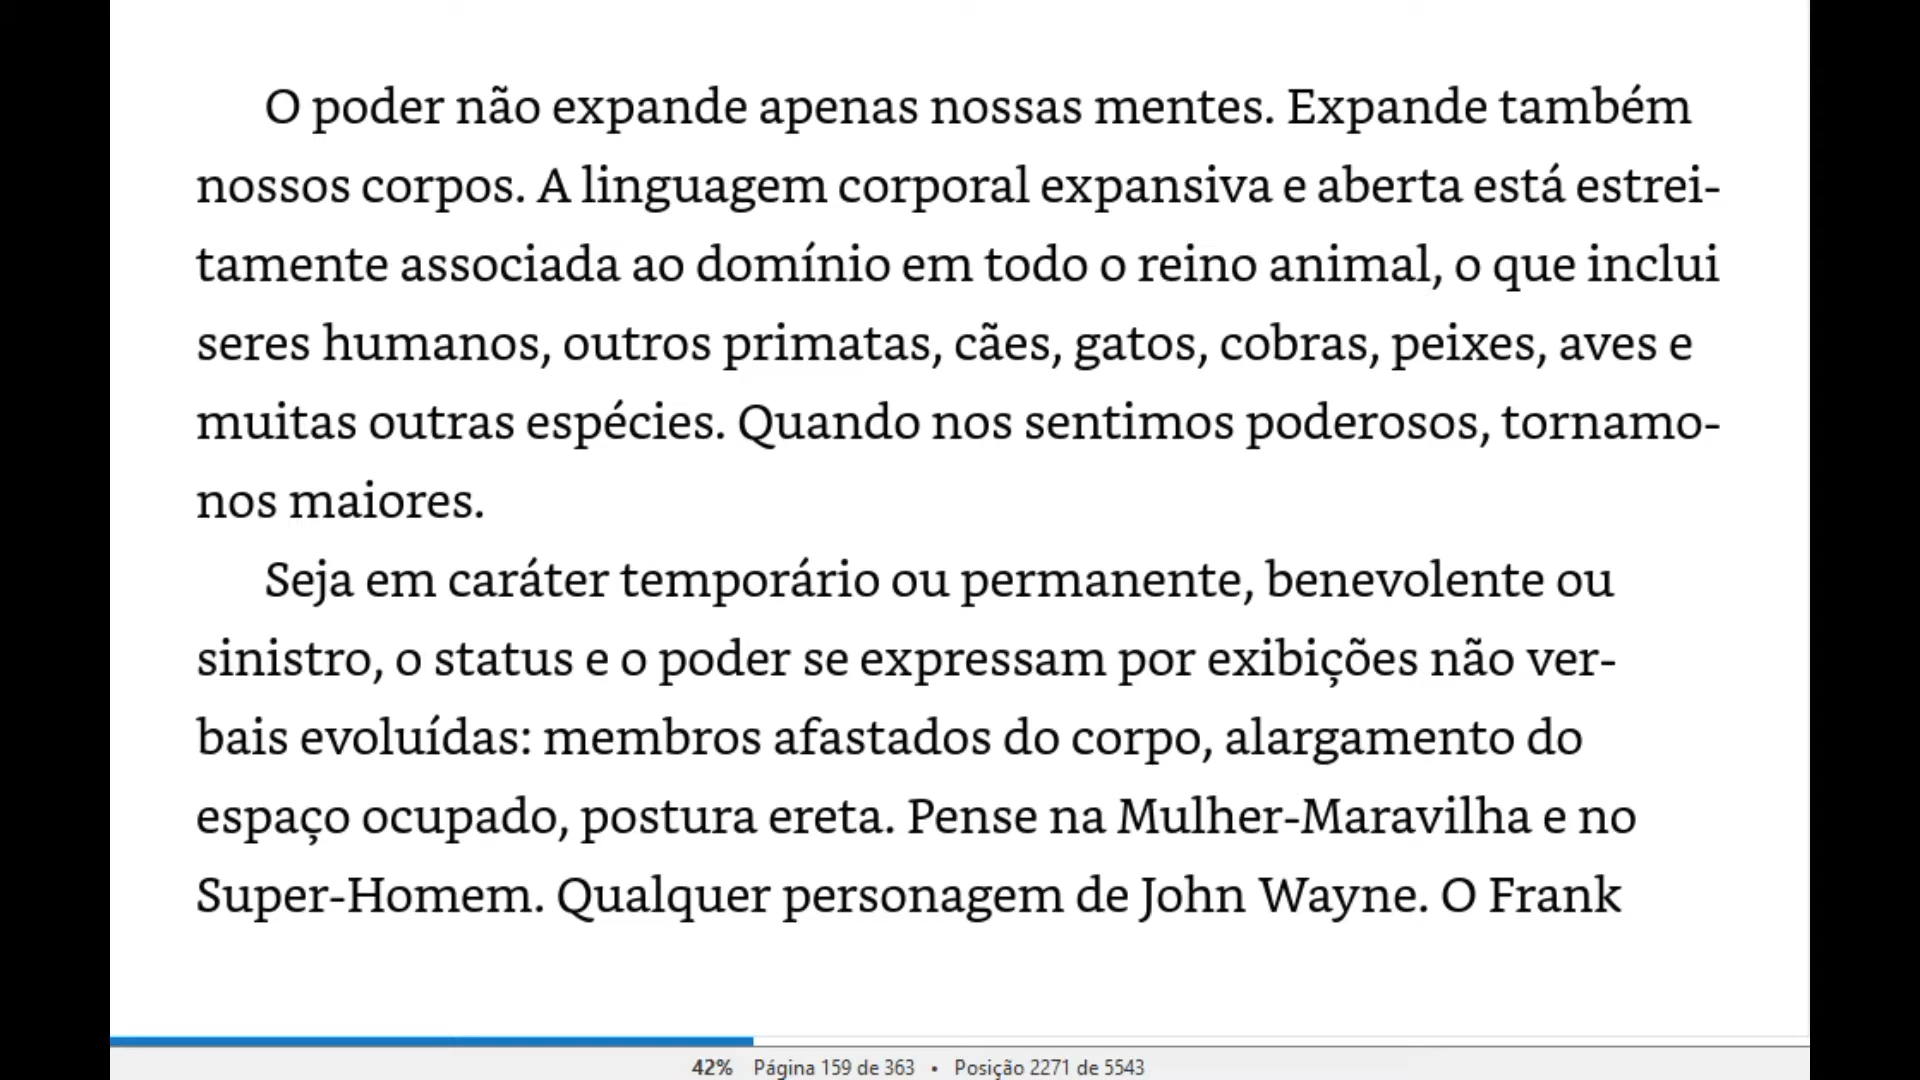 O poder não expande apenas nossas mentes. Expande também
nossos corpos. A linguagem corporal expansiva e aberta está estrei-
tamente associada ao domínio em todo o reino animal, o que inclui
seres humanos, outros primatas, cães, gatos, cobras, peixes, aves e
muitas outras espécies. Quando nos sentimos poderosos, tornamo-
nos maiores.
Seja em caráter temporário ou permanente, benevolente ou
sinistro, o status e o poder se expressam por exibições não ver-
bais evoluídas: membros afastados do corpo, alargamento do
espaço ocupado, postura ereta. Pense na Mulher-Maravilha e no
Super-Homem. Qualquer personagem de John Wayne. O Frank
42% Página 159 de 363 • Posição 2271 de 5543